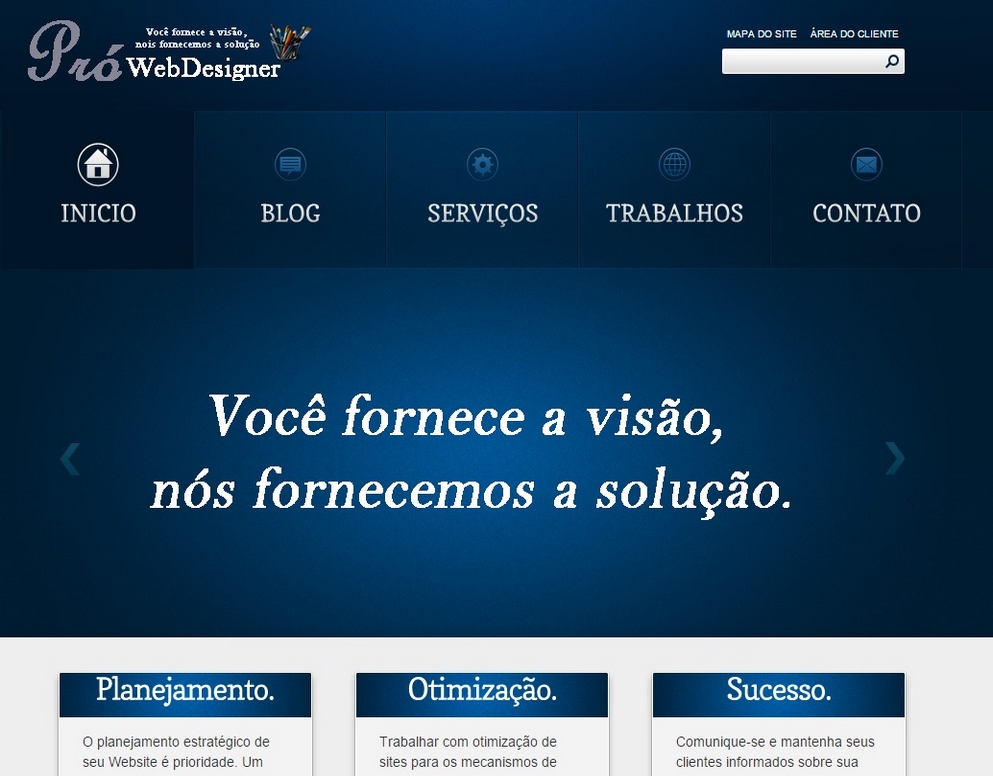 Você fornece a visão,
nois fornecemos a solução
Pró WebDesigner
MAPA DO SITE ÁREA DO CLIENTE
INICIO BLOG SERVIÇOS TRABALHOS CONTATO
Você fornece a visão,
nós fornecemos a solução.
Planejamento.
O planejamento estratégico de
seu Website é prioridade. Um
Otimização.
Trabalhar com otimização de
sites para os mecanismos de
Sucesso.
Comunique-se e mantenha seus
clientes informados sobre sua